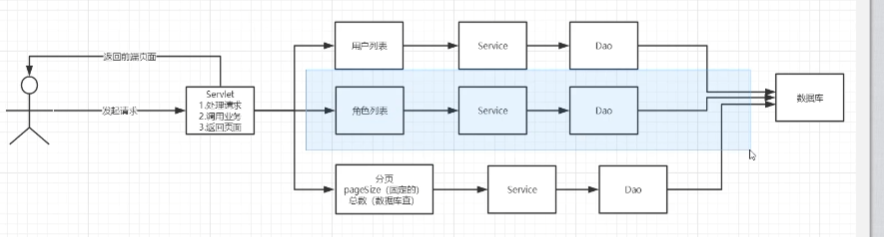 返回前端页面
发起请求
Servlet
1.处理请求
2.调用业务
3.返回页面
用户列表
Service
Dao
角色列表
Service
Dao
分页
pageSize（固定的）
总数（数据库查）
Service
Dao
数据库